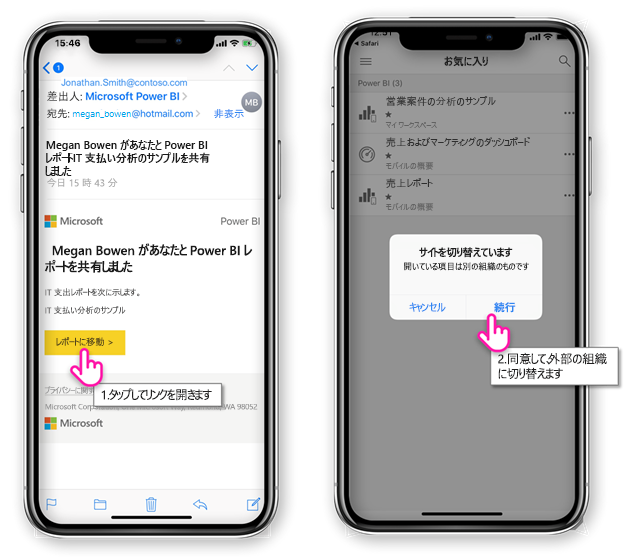 15:46
1
Jonathan.Smith@contoso.com
差出人: Microsoft Power BI >
MB
宛先: megan_bowen@hotmail.com >
非表示
Megan Bowen があなたと Power BI
レポートIT 支払い分析のサンプルを共有
しました
今日 15 時 43 分
Microsoft
Power BI
Megan Bowen があなたと Power BI レ
ポートを共有しました
IT 支出レポートを次に示します。
IT 支払い分析のサンプル
レポートに移動 >
1.タップしてリンクを開きます
プライバシーに関す
Microsoft Corp
WA 98052
Microsoft
12:51
Safari
お気に入り
Power BI (3)
営業案件の分析のサンプル
★
マイ ワークスペース
売上およびマーケティングのダッシュボード
★
モバイルの概要
売上レポート
★
モバイルの概要
サイトを切り替えています
開いている項目は別の組織のものです
キャンセル
続行
2.同意して、外部の組織
に切り替えます